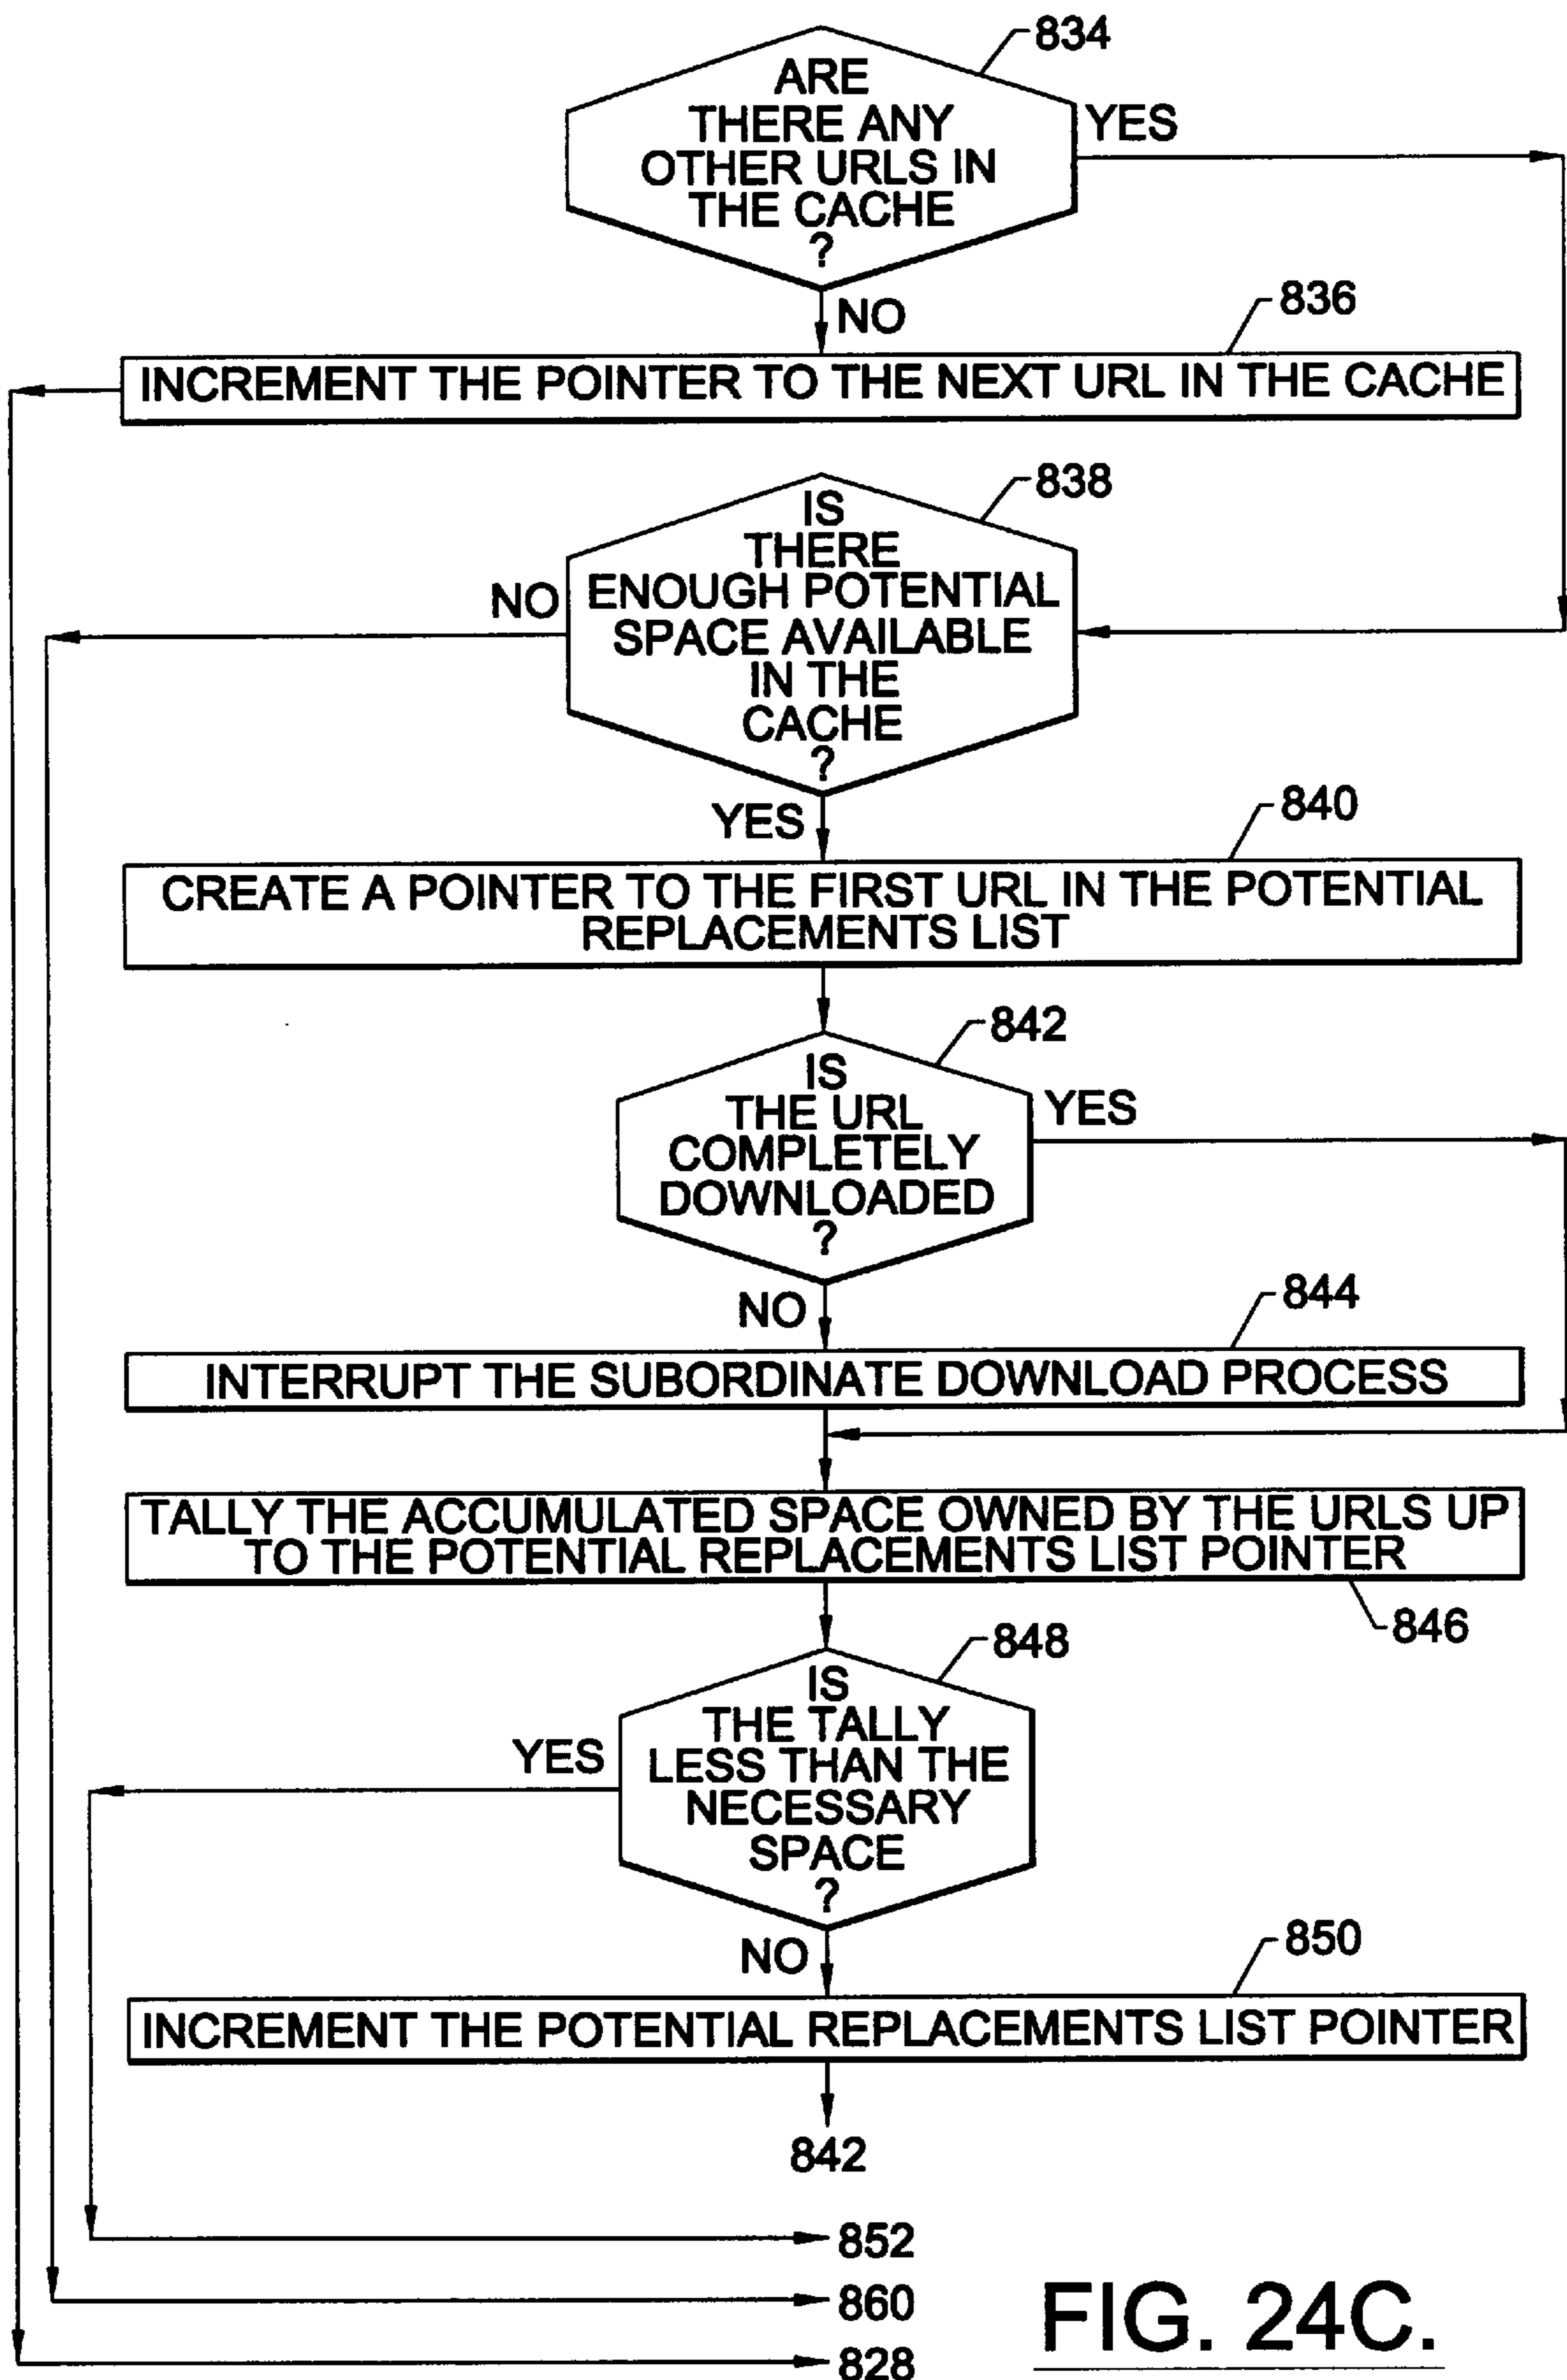 834
ARE
THERE ANY
OTHER URLS IN
THE CACHE
?
YES
NO
836
INCREMENT THE POINTER TO THE NEXT URL IN THE CACHE
838
IS
THERE
ENOUGH POTENTIAL
SPACE AVAILABLE
IN THE
CACHE
?
NO
YES
840
CREATE A POINTER TO THE FIRST URL IN THE POTENTIAL
REPLACEMENTS LIST
842
IS
THE URL
COMPLETELY
DOWNLOADED
?
YES
NO
844
INTERRUPT THE SUBORDINATE DOWNLOAD PROCESS
TALLY THE ACCUMULATED SPACE OWNED BY THE URLS UP
TO THE POTENTIAL REPLACEMENTS LIST POINTER
846
848
IS
THE TALLY
LESS THAN THE
NECESSARY
SPACE
?
YES
NO
850
INCREMENT THE POTENTIAL REPLACEMENTS LIST POINTER
842
852
860
828
FIG. 24C.